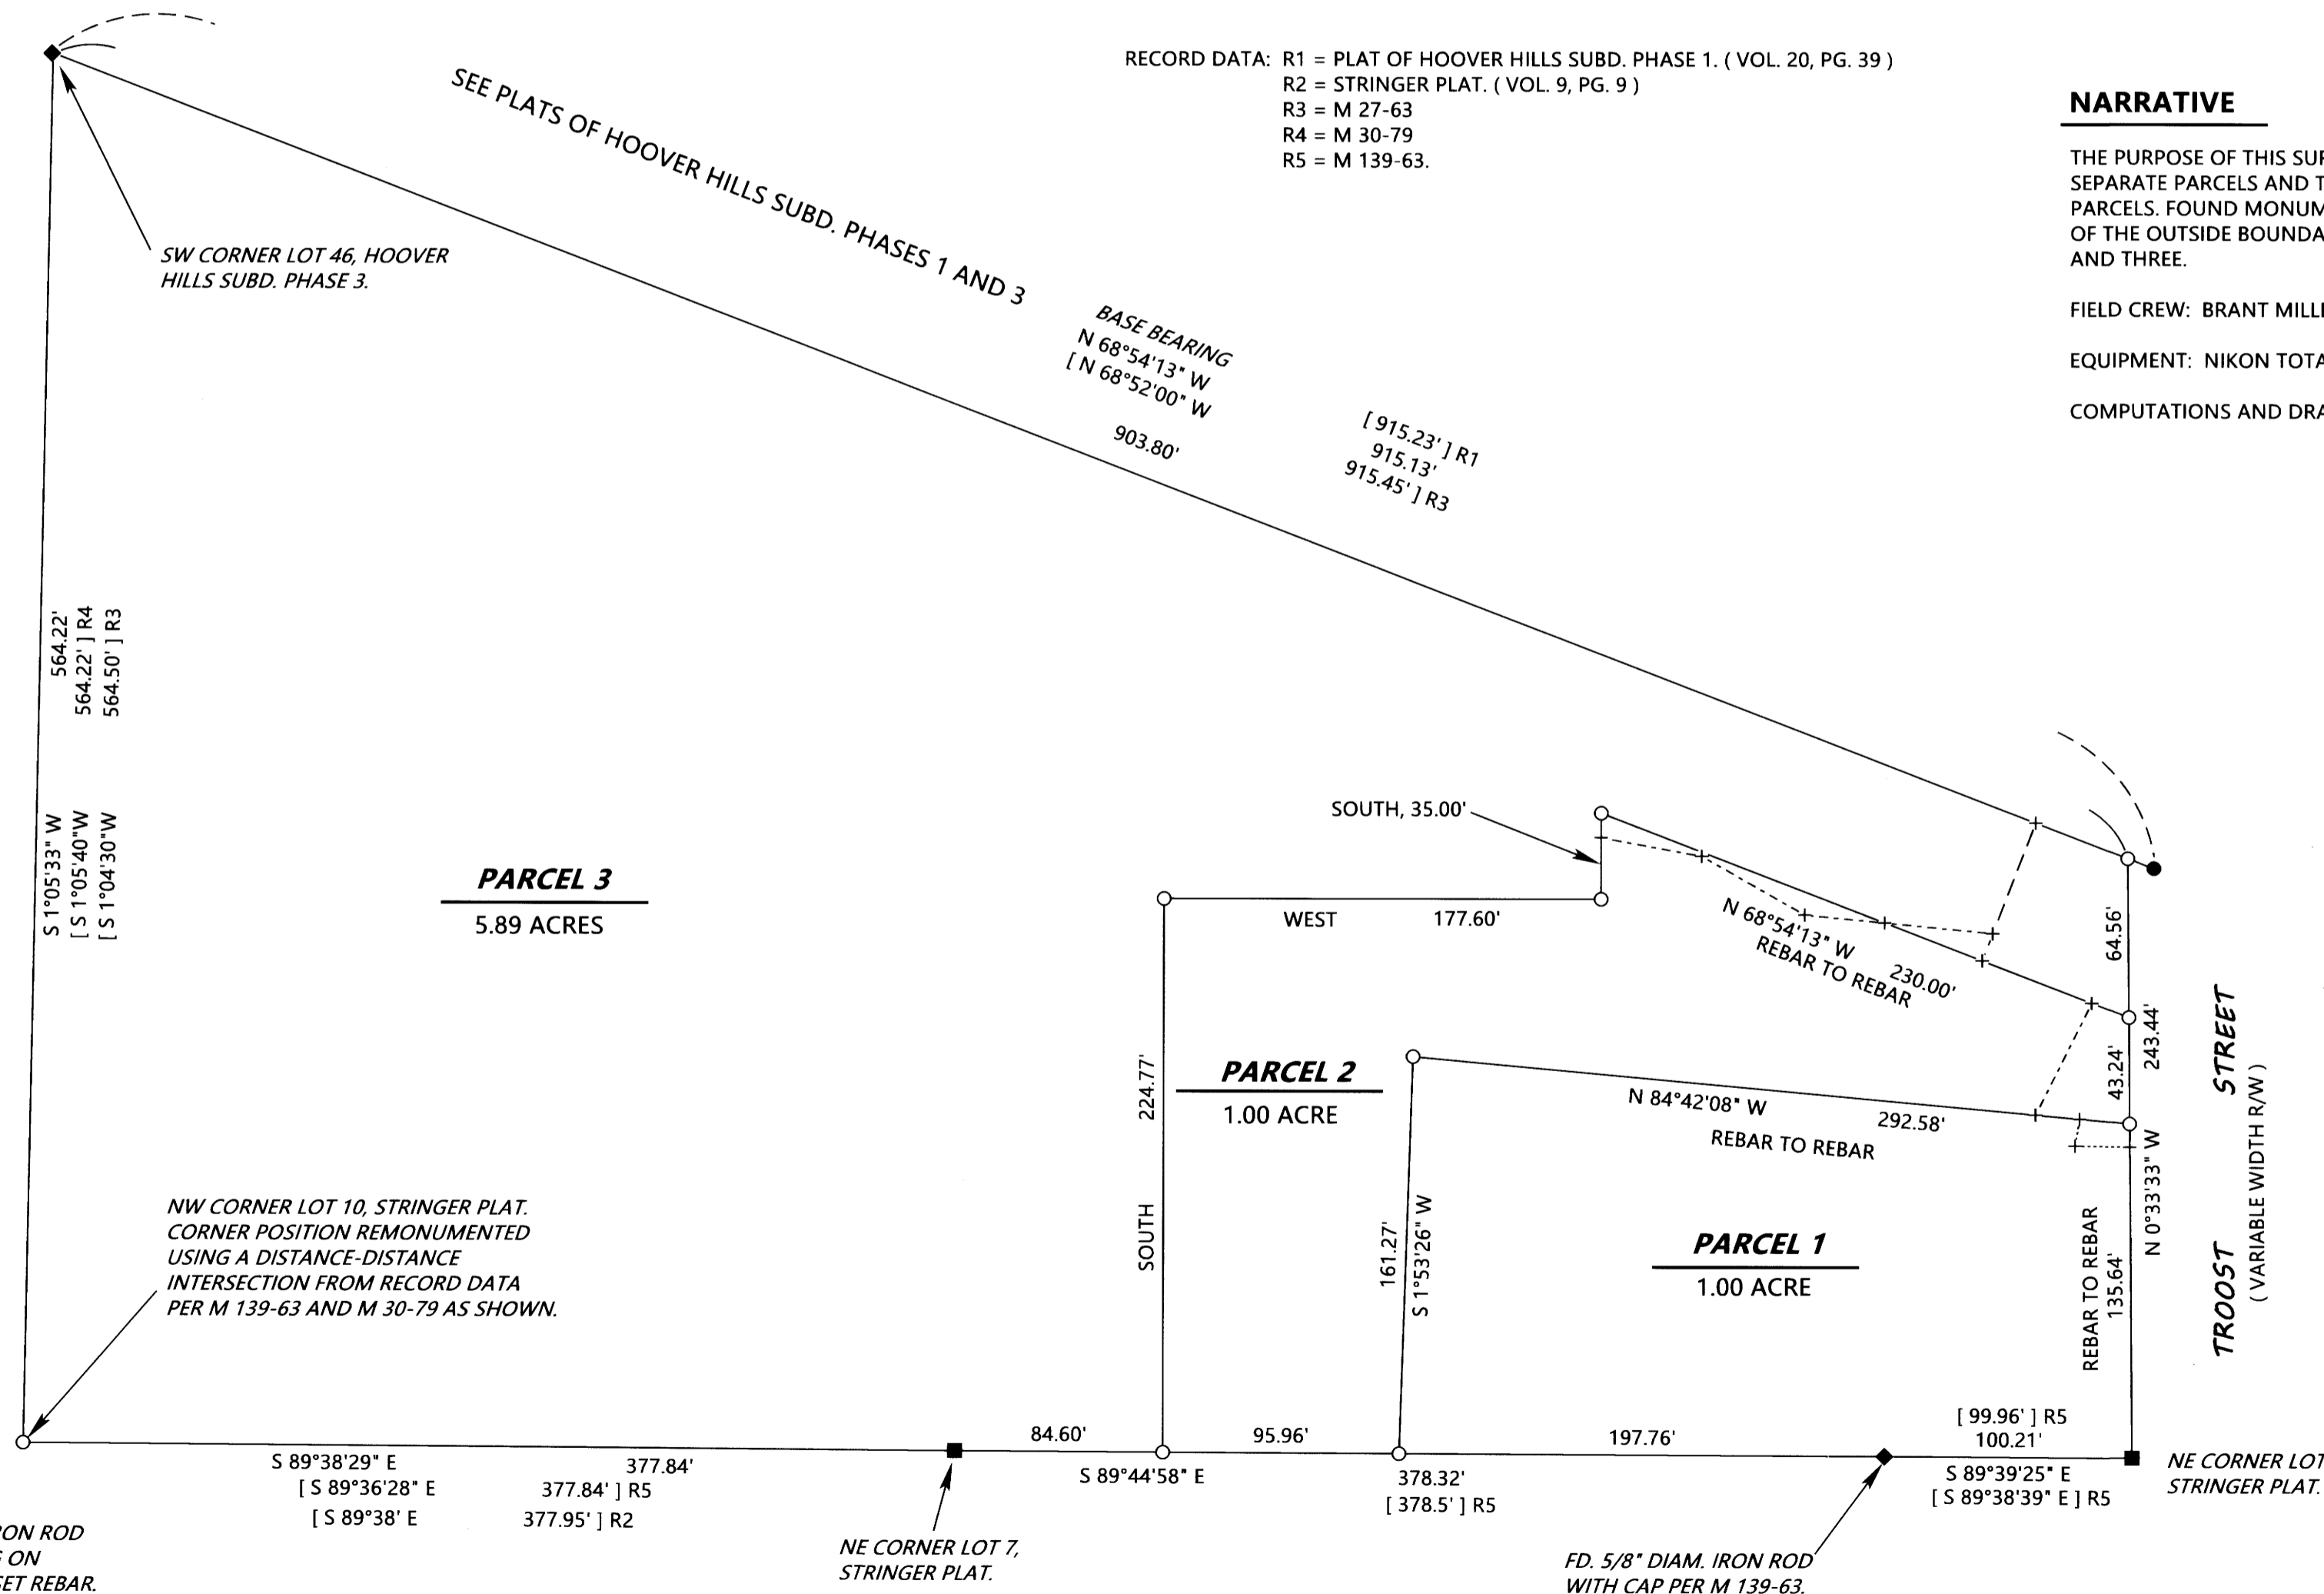 RECORD DATA: R1 = PLAT OF HOOVER HILLS SUBD. PHASE 1. ( VOL. 20, PG. 39 )
R2 = STRINGER PLAT. ( VOL. 9, PG. 9 )
R3 = M 27-63
R4 = M 30-79
R5 = M 139-63.
NARRATIVE
THE PURPOSE OF THIS
SEPARATE PARCELS AND
PARCELS. FOUND
OF THE OUTSIDE
AND THREE.
FIELD CREW: BRANT
EQUIPMENT: NIKON
COMPUTATIONS AND
SEE PLATS OF HOOVER HILLS SUBD. PHASES 1 AND 3
SW CORNER LOT 46, HOOVER
HILLS SUBD. PHASE 3.
BASE BEARING
N 68°54'13" W
[ N 68°52'00" W
903.80'
[ 915.23' ] R1
915.13'
915.45' ] R3
564.22'
564.22' ] R4
564.50' ] R3
S 1°05'33" W
[ S 1°05'40"W
[ S 1°04'30"W
PARCEL 3
5.89 ACRES
SOUTH, 35.00'
WEST 177.60'
N 68°54'13" W 230.00'
REBAR TO REBAR
64.56'
43.24'
243.44'
N 0°33'33" W
TROOST STREET
( VARIABLE WIDTH R/W )
224.77'
SOUTH
PARCEL 2
1.00 ACRE
N 84°42'08" W 292.58'
REBAR TO REBAR
161.27'
S 1°53'26" W
PARCEL 1
1.00 ACRE
REBAR TO REBAR
135.64'
NW CORNER LOT 10, STRINGER PLAT.
CORNER POSITION REMONUMENTED
USING A DISTANCE-DISTANCE
INTERSECTION FROM RECORD DATA
PER M 139-63 AND M 30-79 AS SHOWN.
84.60'
95.96'
197.76'
[ 99.96' ] R5
100.21'
S 89°38'29" E 377.84'
[ S 89°36'28" E 377.84' ] R5
[ S 89°38' E 377.95' ] R2
S 89°44'58" E 378.32'
[ 378.5' ] R5
S 89°39'25" E
[ S 89°38'39" E ] R5
NE CORNER LOT
STRINGER PLAT.
NE CORNER LOT 7,
STRINGER PLAT.
FD. 5/8" DIAM. IRON ROD
WITH CAP PER M 139-63.
ROD
ON
SET REBAR.